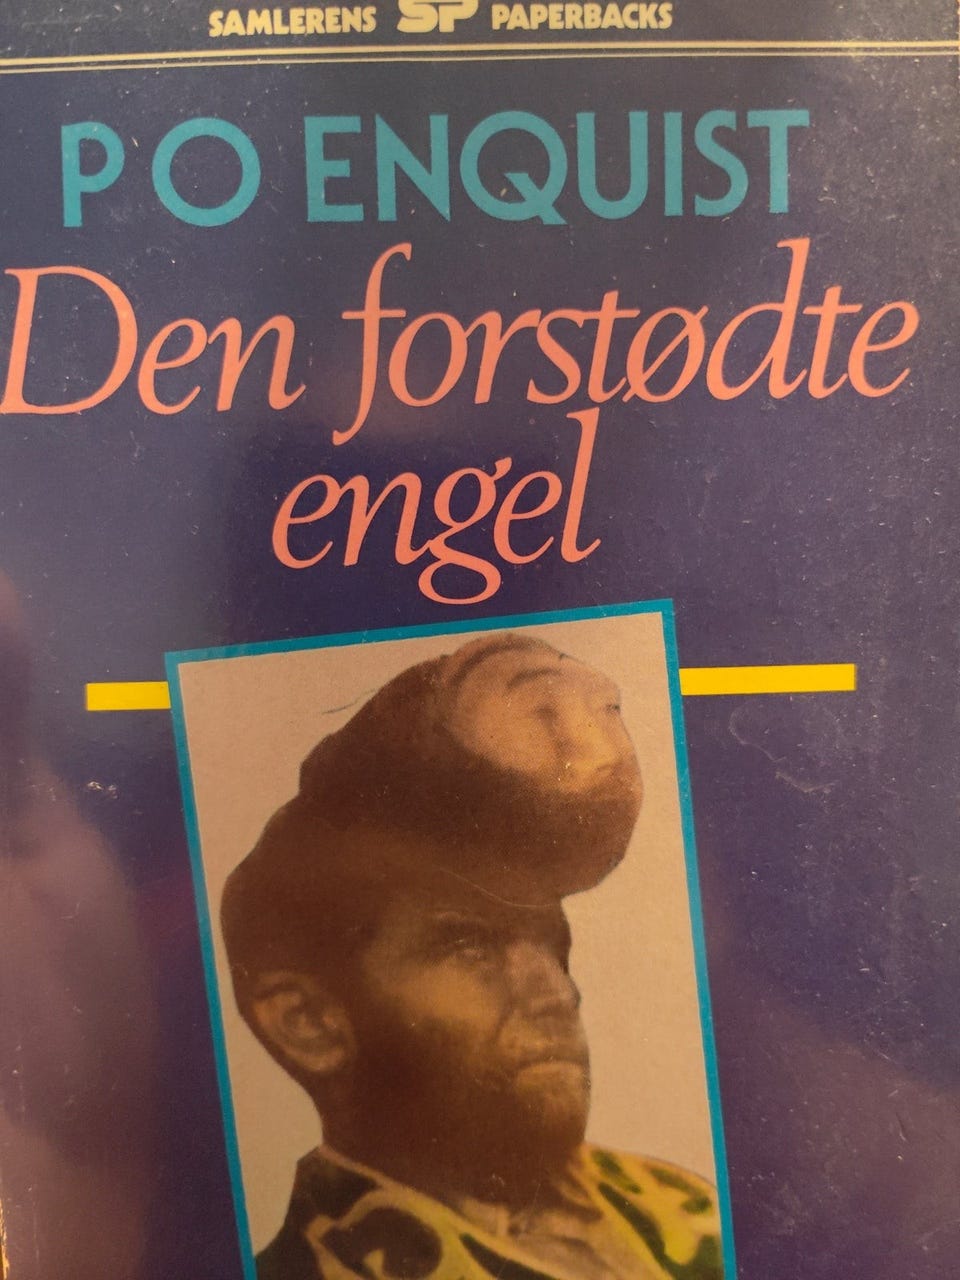 SAMLERENS SP PAPERBACKS
P O ENQUIST
Den forstødte
engel